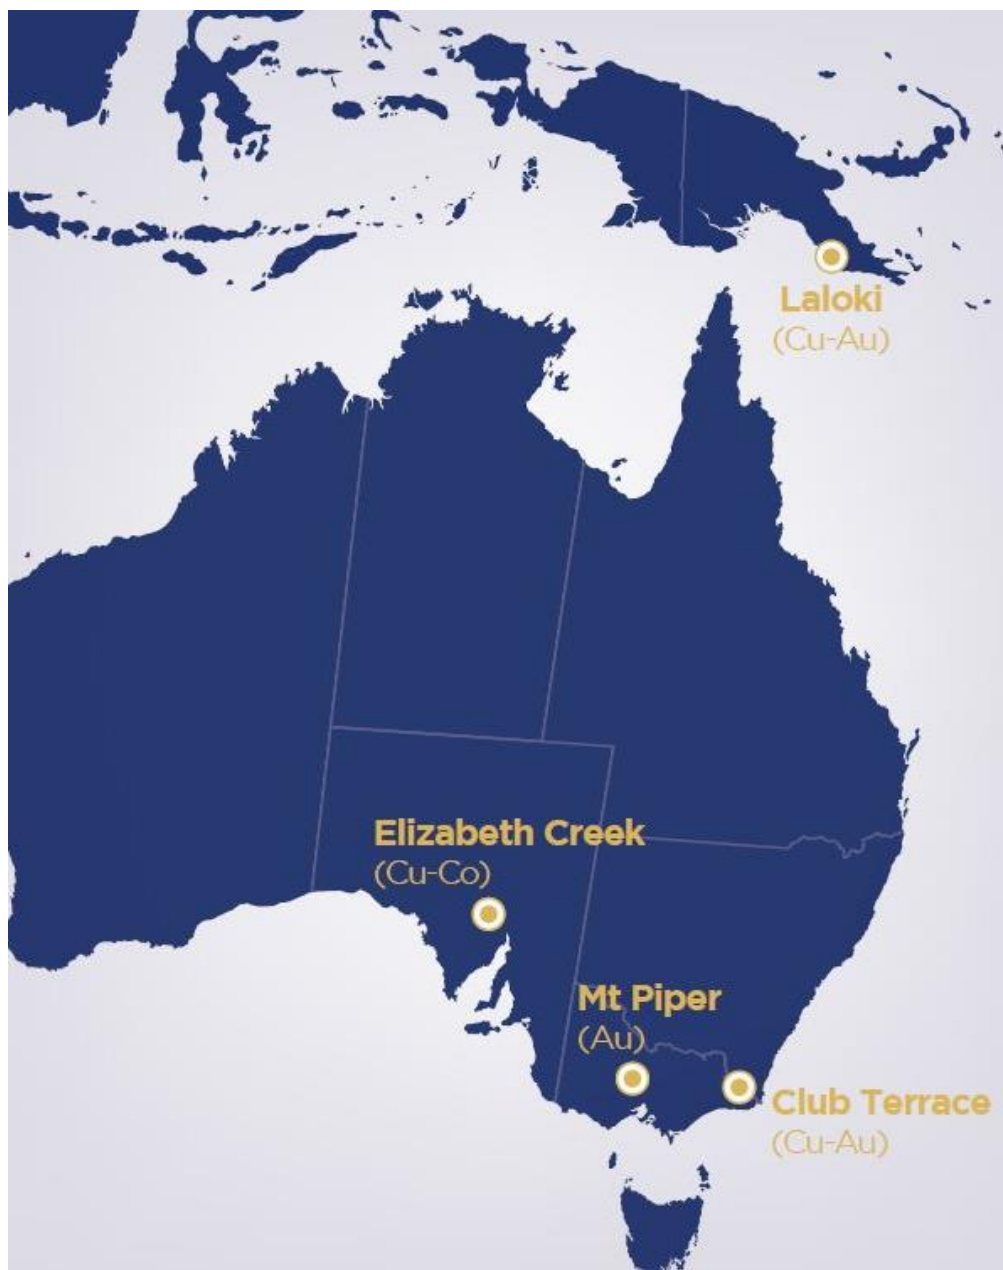 Laloki
(Cu-Au)
Elizabeth Creek
(Cu-Co)
Mt Piper
(Au)
Club Terrace
(Cu-Au)